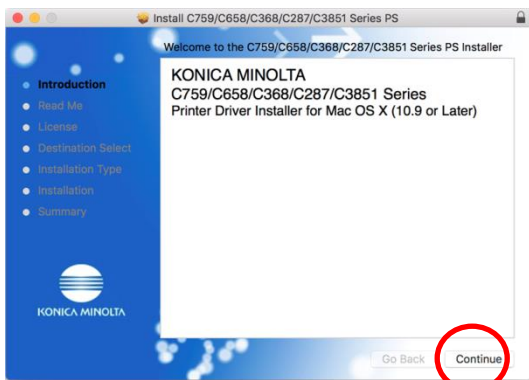 Install C759/C658/C368/C287/C3851 Series PS
Welcome to the C759/C658/C368/C287/C3851 Series PS Installer
Introduction
Read Me
License
Destination Select
Installation Type
Installation
Summary
KONICA MINOLTA
C759/C658/C368/C287/C3851 Series
Printer Driver Installer for Mac OS X (10.9 or Later)
KONICA MINOLTA
Go Back
Continue